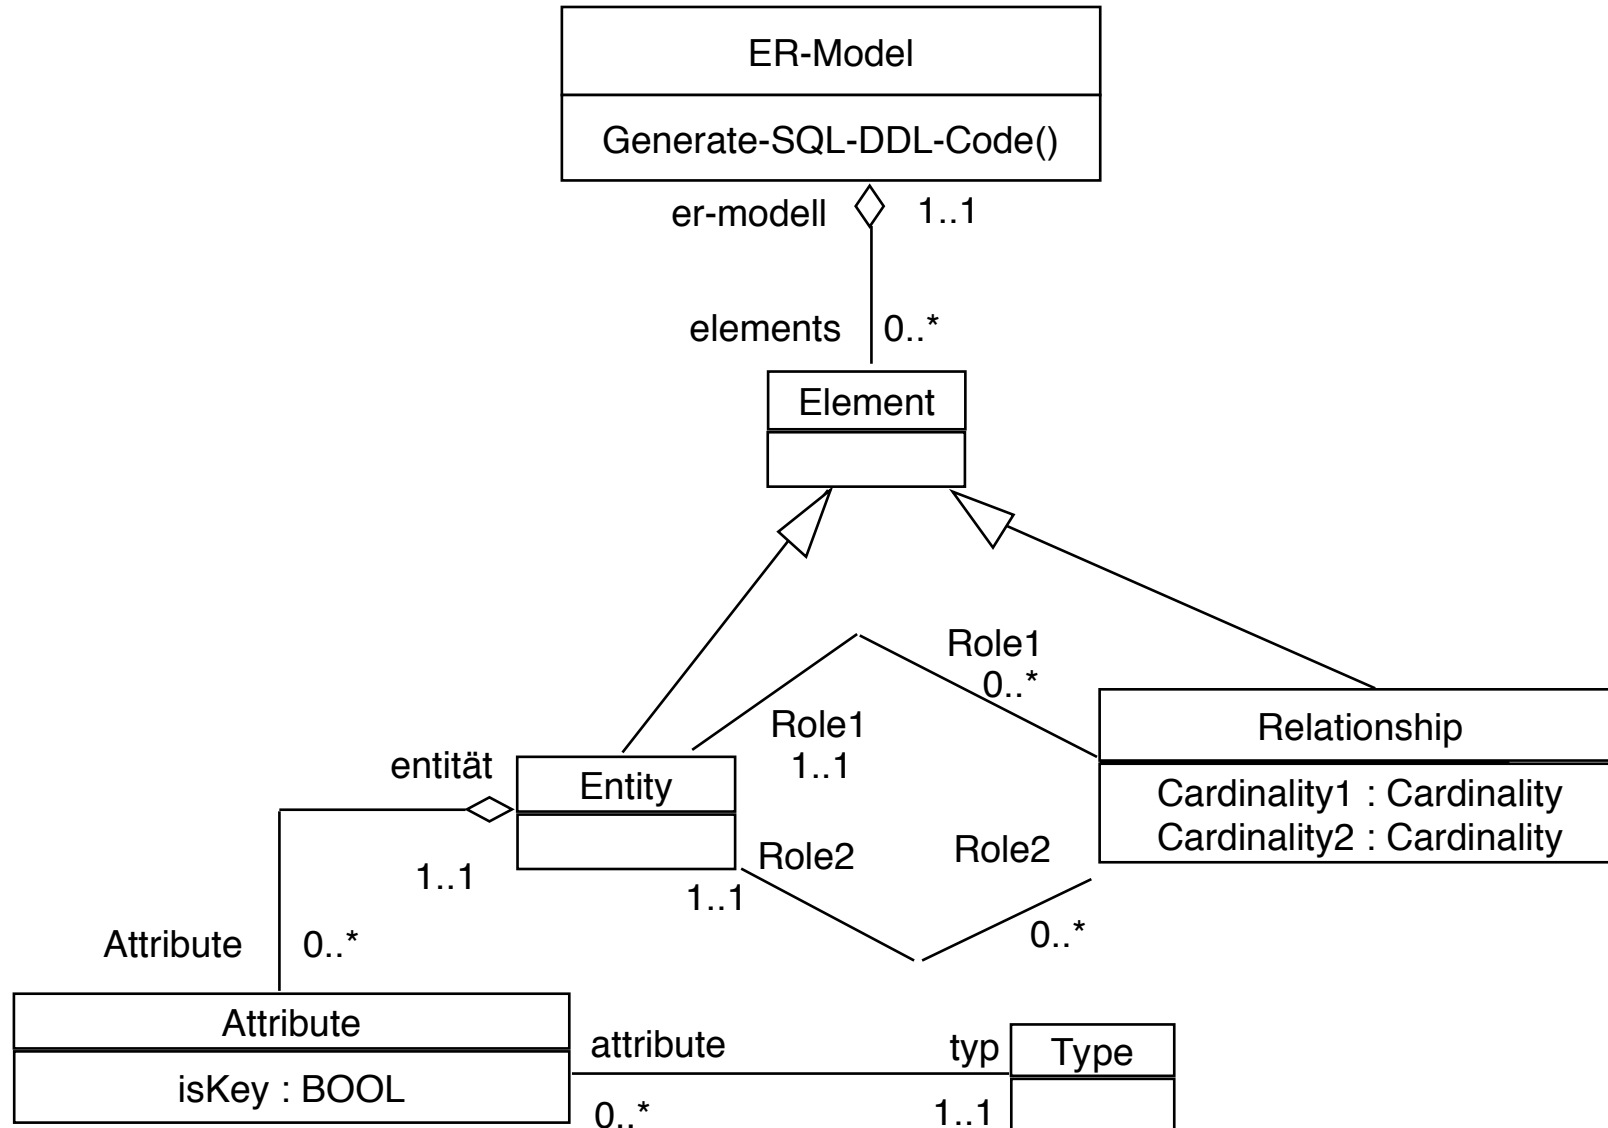 ER-Model
Generate-SQL-DDL-Code()
er-modell 1..1
elements 0..*
Element
Role1
0..*
Role1
1..1
Relationship
Cardinality1 : Cardinality
Cardinality2 : Cardinality
entität
Entity
1..1
Role2
1..1
Role2
0..*
Attribute 0..*
Attribute
isKey : BOOL
attribute
0..*
typ
1..1
Type